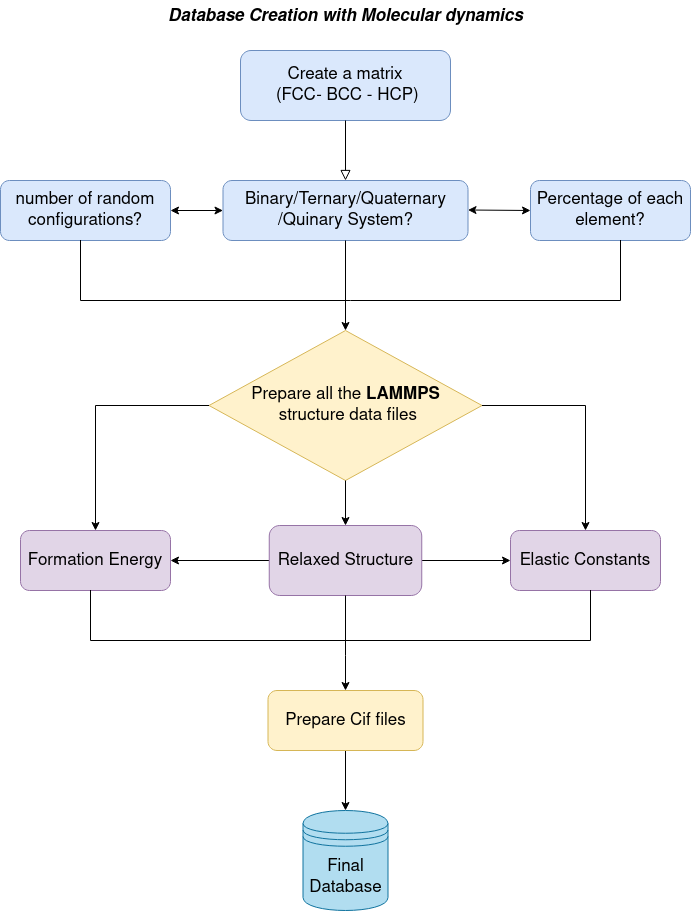 Database Creation with Molecular dynamics
Create a matrix
(FCC- BCC - HCP)
number of random
configurations?
Binary/Ternary/Quaternary
/Quinary System?
Percentage of each
element?
Prepare all the LAMMPS
structure data files
Formation Energy
Relaxed Structure
Elastic Constants
Prepare Cif files
Final
Database